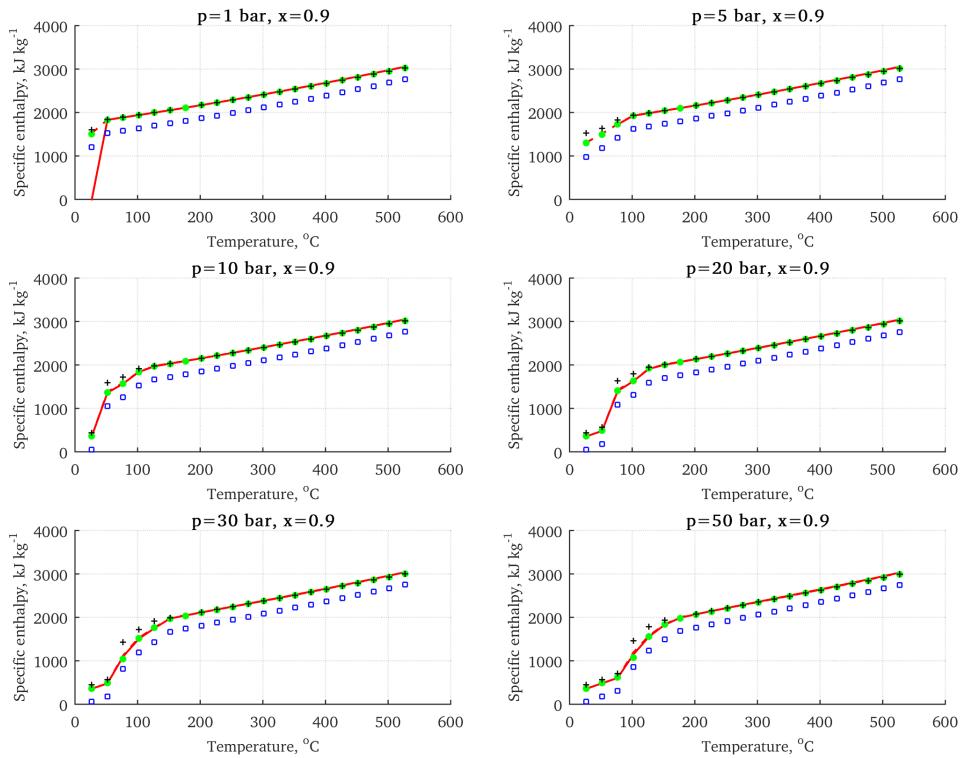 p=1 bar, x=0.9
Specific enthalpy, kJ kg⁻¹
4000
3000
2000
1000
0
0 100 200 300 400 500 600
Temperature, °C
p=5 bar, x=0.9
Specific enthalpy, kJ kg⁻¹
4000
3000
2000
1000
0
0 100 200 300 400 500 600
Temperature, °C
p=10 bar, x=0.9
Specific enthalpy, kJ kg⁻¹
4000
3000
2000
1000
0
0 100 200 300 400 500 600
Temperature, °C
p=20 bar, x=0.9
Specific enthalpy, kJ kg⁻¹
4000
3000
2000
1000
0
0 100 200 300 400 500 600
Temperature, °C
p=30 bar, x=0.9
Specific enthalpy, kJ kg⁻¹
4000
3000
2000
1000
0
0 100 200 300 400 500 600
Temperature, °C
p=50 bar, x=0.9
Specific enthalpy, kJ kg⁻¹
4000
3000
2000
1000
0
0 100 200 300 400 500 600
Temperature, °C